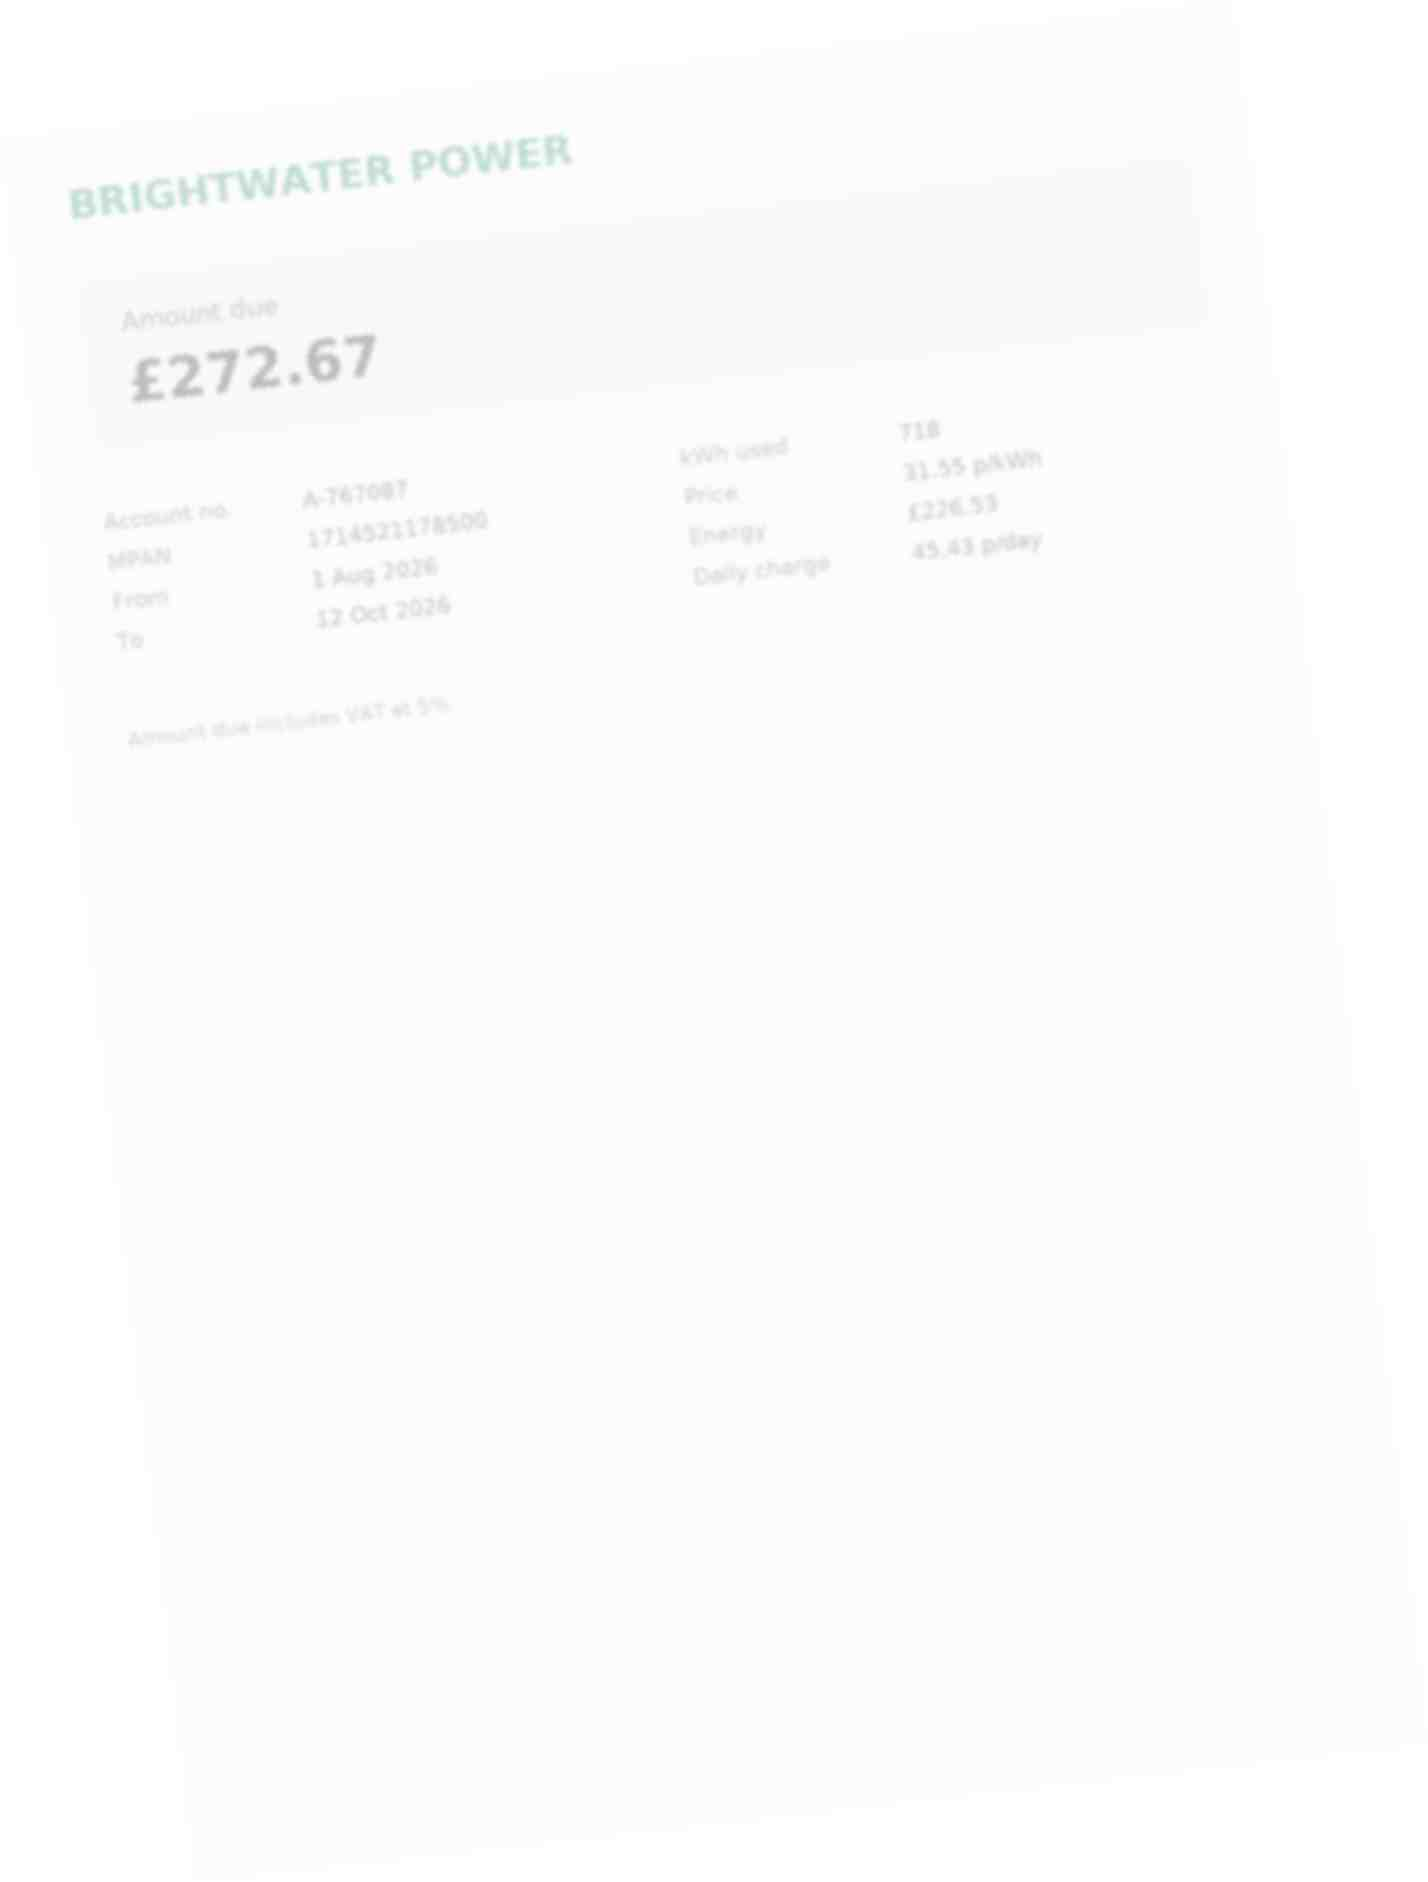 BRIGHTWATER POWER
Amount due
£272.67
Account no. A-767087
MPAN 1714521178500
From 1 Aug 2026
To 12 Oct 2026
kWh used 718
Price 31.55 p/kWh
Energy £226.53
Daily charge 45.43 p/day
Amount due includes VAT at 5%.